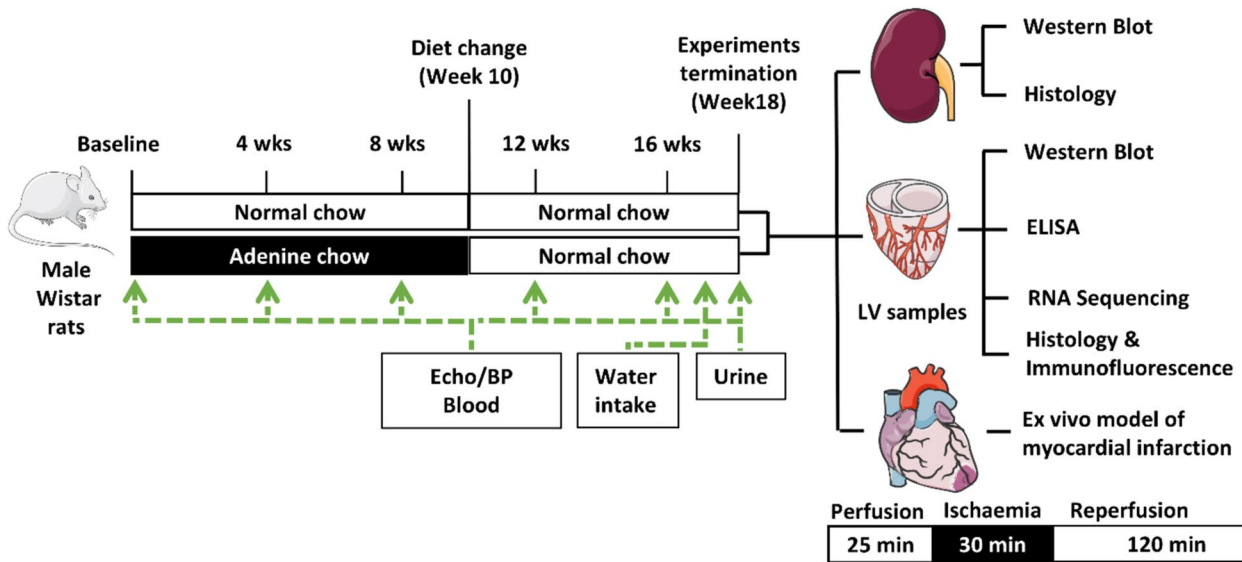 Diet change
(Week 10)
Experiments
termination
(Week18)
Baseline
4 wks
8 wks
12 wks
16 wks
Normal chow
Normal chow
Adenine chow
Normal chow
Male
Wistar
rats
Echo/BP
Blood
Water
intake
Urine
Western Blot
Histology
LV samples
Western Blot
ELISA
RNA Sequencing
Histology &
Immunofluorescence
Ex vivo model of
myocardial infarction
Perfusion
Ischaemia
Reperfusion
25 min
30 min
120 min